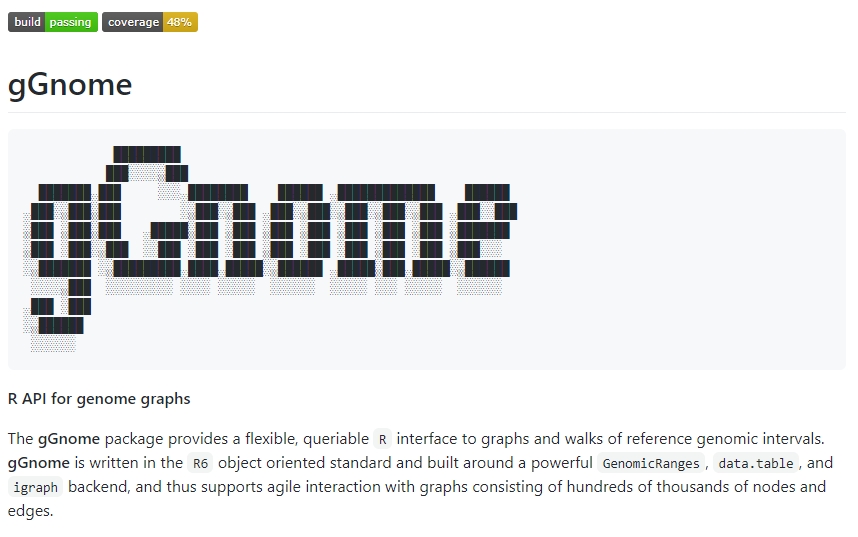 build passing coverage 48%
gGnome
gGnome
R API for genome graphs
The gGnome package provides a flexible, queriable R interface to graphs and walks of reference genomic intervals.
gGnome is written in the R6 object oriented standard and built around a powerful GenomicRanges, data.table, and
igraph backend, and thus supports agile interaction with graphs consisting of hundreds of thousands of nodes and
edges.